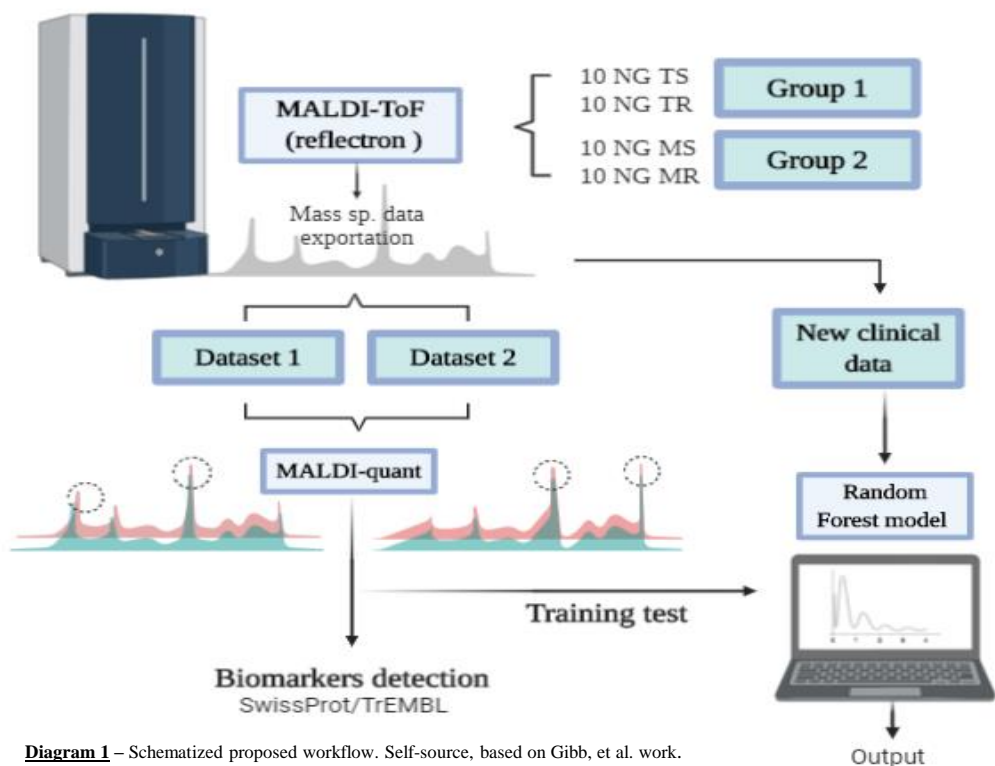 MALDI-ToF
(reflectron )
Mass sp. data
exportation
10 NG TS
10 NG TR
Group 1
10 NG MS
10 NG MR
Group 2
Dataset 1
Dataset 2
New clinical
data
MALDI-quant
Random
Forest model
Training test
Biomarkers detection
SwissProt/TrEMBL
Output
Diagram 1 – Schematized proposed workflow. Self-source, based on Gibb, et al. work.